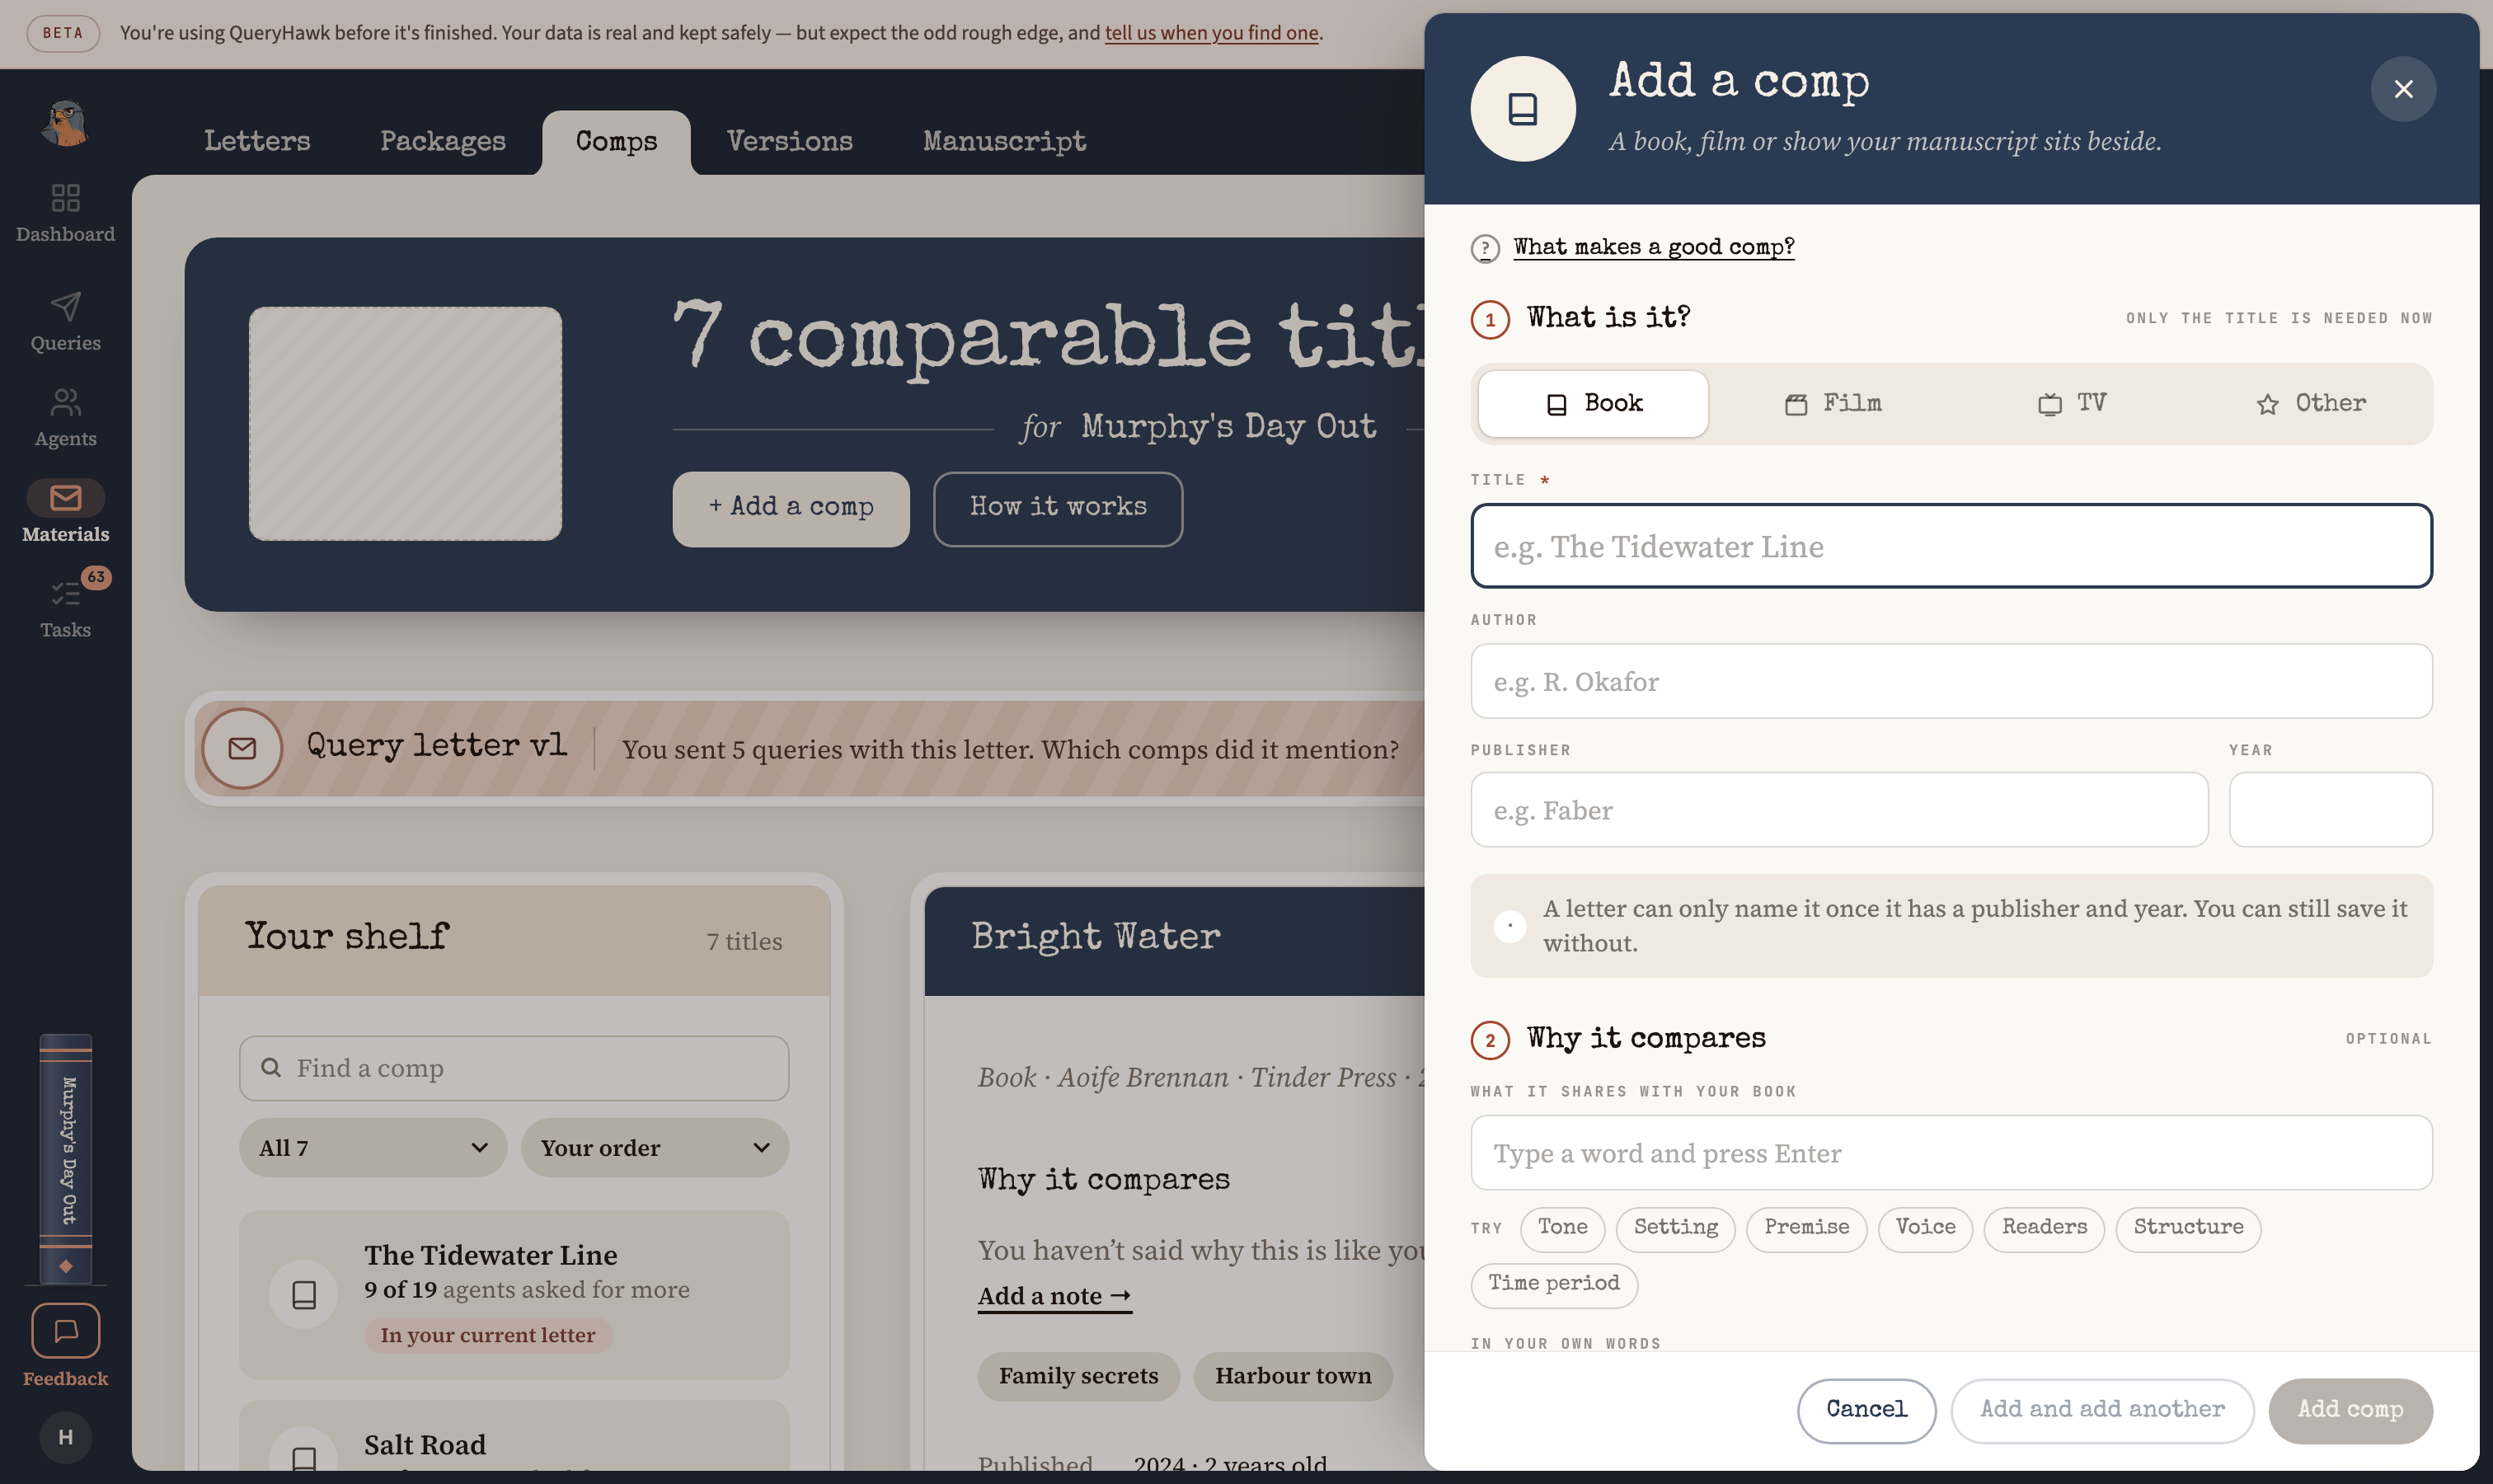 BETA You're using QueryHawk before it's finished. Your data is real and kept safely — but expect the odd rough edge, and tell us when you find one.
Dashboard
Queries
Agents
Materials
63
Tasks
Murphy's Day Out
Feedback
H
Letters Packages Comps Versions Manuscript
7 comparable
for Murphy's Day Out
+ Add a comp How it works
Query letter v1 You sent 5 queries with this letter. Which comps did it mention?
Your shelf 7 titles
Find a comp
All 7 Your order
The Tidewater Line
9 of 19 agents asked for more
In your current letter
Salt Road
Bright Water
Book · Aoife Brennan · Tinder Press ·
Why it compares
You haven’t said why this is like
Add a note →
Family secrets Harbour town
Published 2024 · 2 years old
Add a comp
A book, film or show your manuscript sits beside.
? What makes a good comp?
1 What is it? ONLY THE TITLE IS NEEDED NOW
Book Film TV Other
TITLE *
e.g. The Tidewater Line
AUTHOR
e.g. R. Okafor
PUBLISHER YEAR
e.g. Faber
A letter can only name it once it has a publisher and year. You can still save it
without.
2 Why it compares OPTIONAL
WHAT IT SHARES WITH YOUR BOOK
Type a word and press Enter
TRY Tone Setting Premise Voice Readers Structure
Time period
IN YOUR OWN WORDS
Cancel Add and add another Add comp